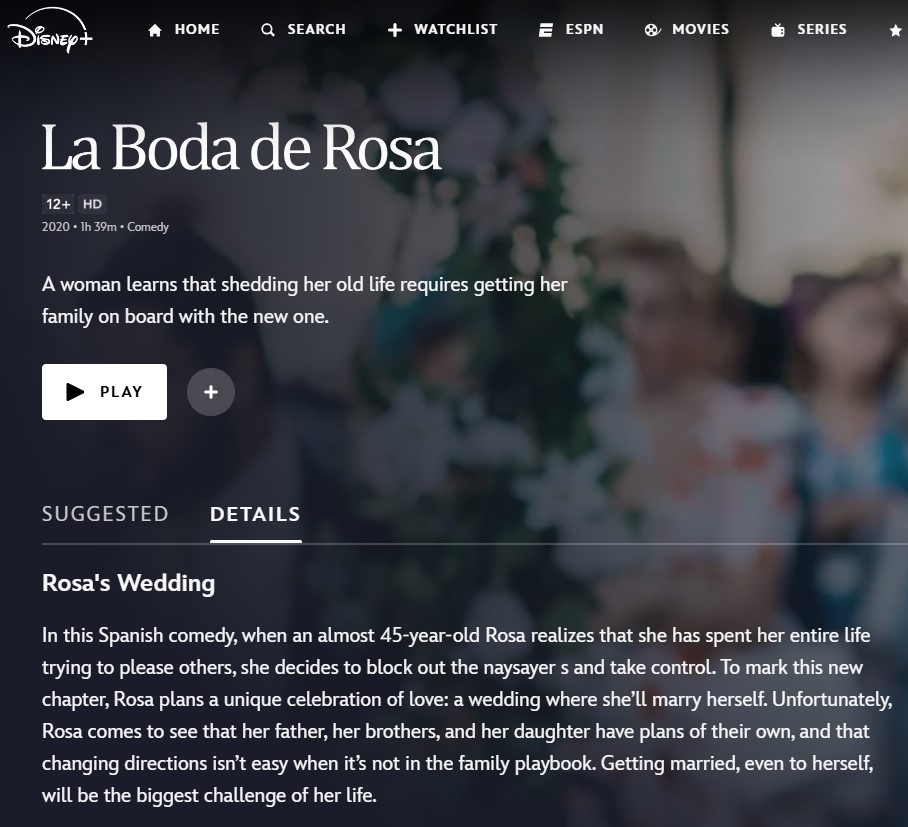 Disney+
HOME
SEARCH
WATCHLIST
ESPN
MOVIES
SERIES
La Boda de Rosa
12+ HD
2020 • 1h 39m • Comedy
A woman learns that shedding her old life requires getting her
family on board with the new one.
PLAY
SUGGESTED
DETAILS
Rosa's Wedding
In this Spanish comedy, when an almost 45-year-old Rosa realizes that she has spent her entire life
trying to please others, she decides to block out the naysayer s and take control. To mark this new
chapter, Rosa plans a unique celebration of love: a wedding where she’ll marry herself. Unfortunately,
Rosa comes to see that her father, her brothers, and her daughter have plans of their own, and that
changing directions isn’t easy when it’s not in the family playbook. Getting married, even to herself,
will be the biggest challenge of her life.